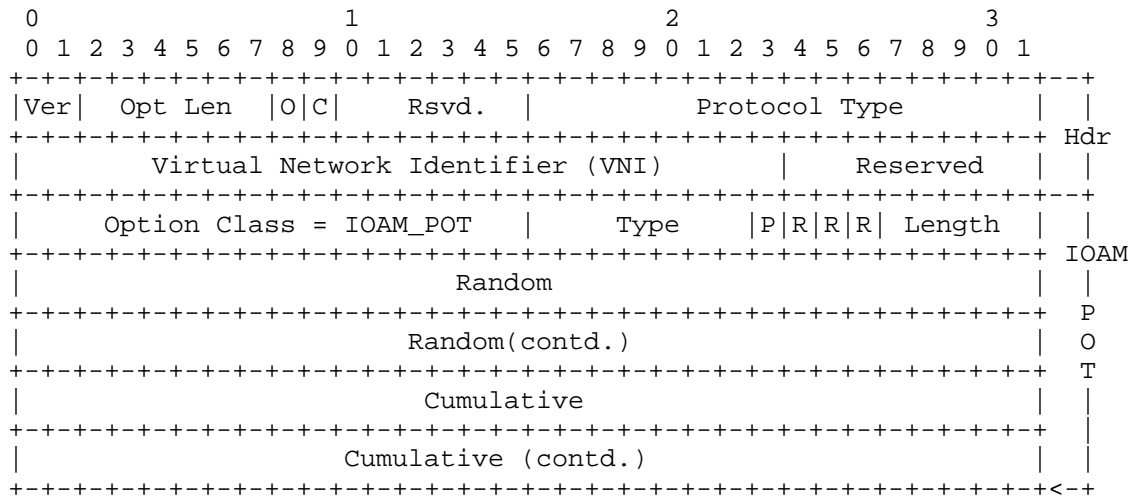 0                   1                   2                   3
 0 1 2 3 4 5 6 7 8 9 0 1 2 3 4 5 6 7 8 9 0 1 2 3 4 5 6 7 8 9 0 1
+-+-+-+-+-+-+-+-+-+-+-+-+-+-+-+-+-+-+-+-+-+-+-+-+-+-+-+-+-+-+-+-+--+
|Ver|  Opt Len  |O|C|    Rsvd.  |          Protocol Type        |  |
+-+-+-+-+-+-+-+-+-+-+-+-+-+-+-+-+-+-+-+-+-+-+-+-+-+-+-+-+-+-+-+-+ Hdr
|        Virtual Network Identifier (VNI)       |    Reserved   |  |
+-+-+-+-+-+-+-+-+-+-+-+-+-+-+-+-+-+-+-+-+-+-+-+-+-+-+-+-+-+-+-+-+--+
|     Option Class = IOAM_POT   |     Type    |P|R|R|R| Length  |  |
+-+-+-+-+-+-+-+-+-+-+-+-+-+-+-+-+-+-+-+-+-+-+-+-+-+-+-+-+-+-+-+-+ IOAM
|                           Random                              |  |
+-+-+-+-+-+-+-+-+-+-+-+-+-+-+-+-+-+-+-+-+-+-+-+-+-+-+-+-+-+-+-+-+  P
|                        Random(contd.)                         |  O
+-+-+-+-+-+-+-+-+-+-+-+-+-+-+-+-+-+-+-+-+-+-+-+-+-+-+-+-+-+-+-+-+  T
|                         Cumulative                            |  |
+-+-+-+-+-+-+-+-+-+-+-+-+-+-+-+-+-+-+-+-+-+-+-+-+-+-+-+-+-+-+-+-+  |
|                    Cumulative (contd.)                        |  |
+-+-+-+-+-+-+-+-+-+-+-+-+-+-+-+-+-+-+-+-+-+-+-+-+-+-+-+-+-+-+-+-+<-+